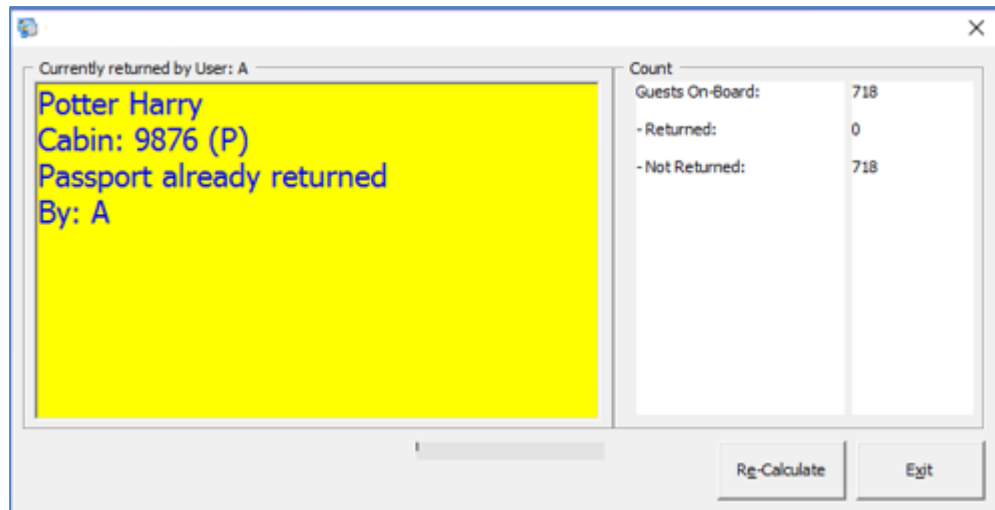 Currently returned by User: A
Potter Harry
Cabin: 9876 (P)
Passport already returned
By: A
Count
Guests On-Board: 718
- Returned: 0
- Not Returned: 718
Re-Calculate
Exit